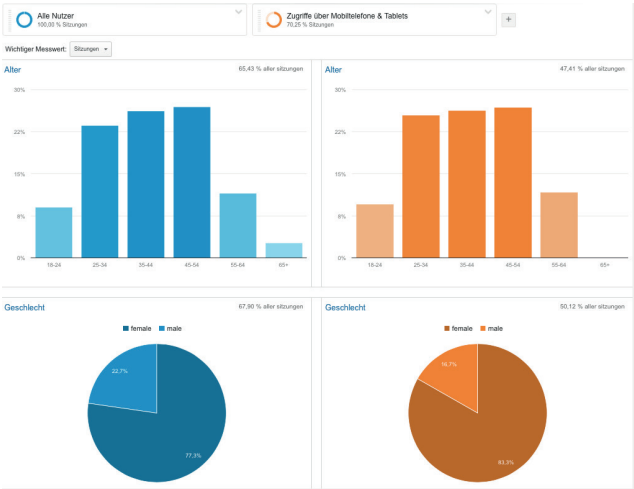 Alle Nutzer
100,00 % Sitzungen
Zugriffe über Mobiltelefone & Tablets
70,25 % Sitzungen
+
Wichtiger Messwert: Sitzungen
Alter
65,43 % aller sitzungen
30%
22%
15%
8%
0%
18-24 25-34 35-44 45-54 55-64 65+
Alter
47,41 % aller sitzungen
30%
22%
15%
8%
0%
18-24 25-34 35-44 45-54 55-64 65+
Geschlecht
67,90 % aller sitzungen
female male
22,7%
77,3%
Geschlecht
50,12 % aller sitzungen
female male
16,7%
83,3%